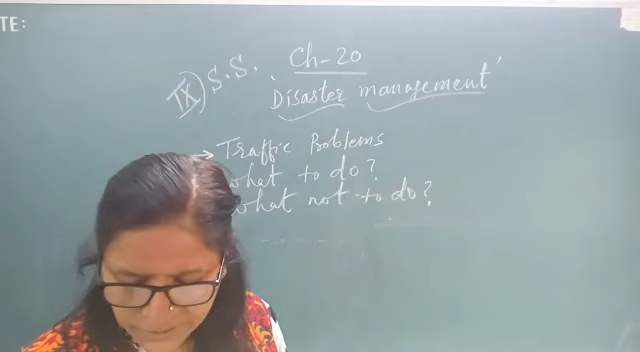 TE:
IX) S.S. Ch-20
'Disaster management'
→ Traffic Problems
what to do?
what not to do?